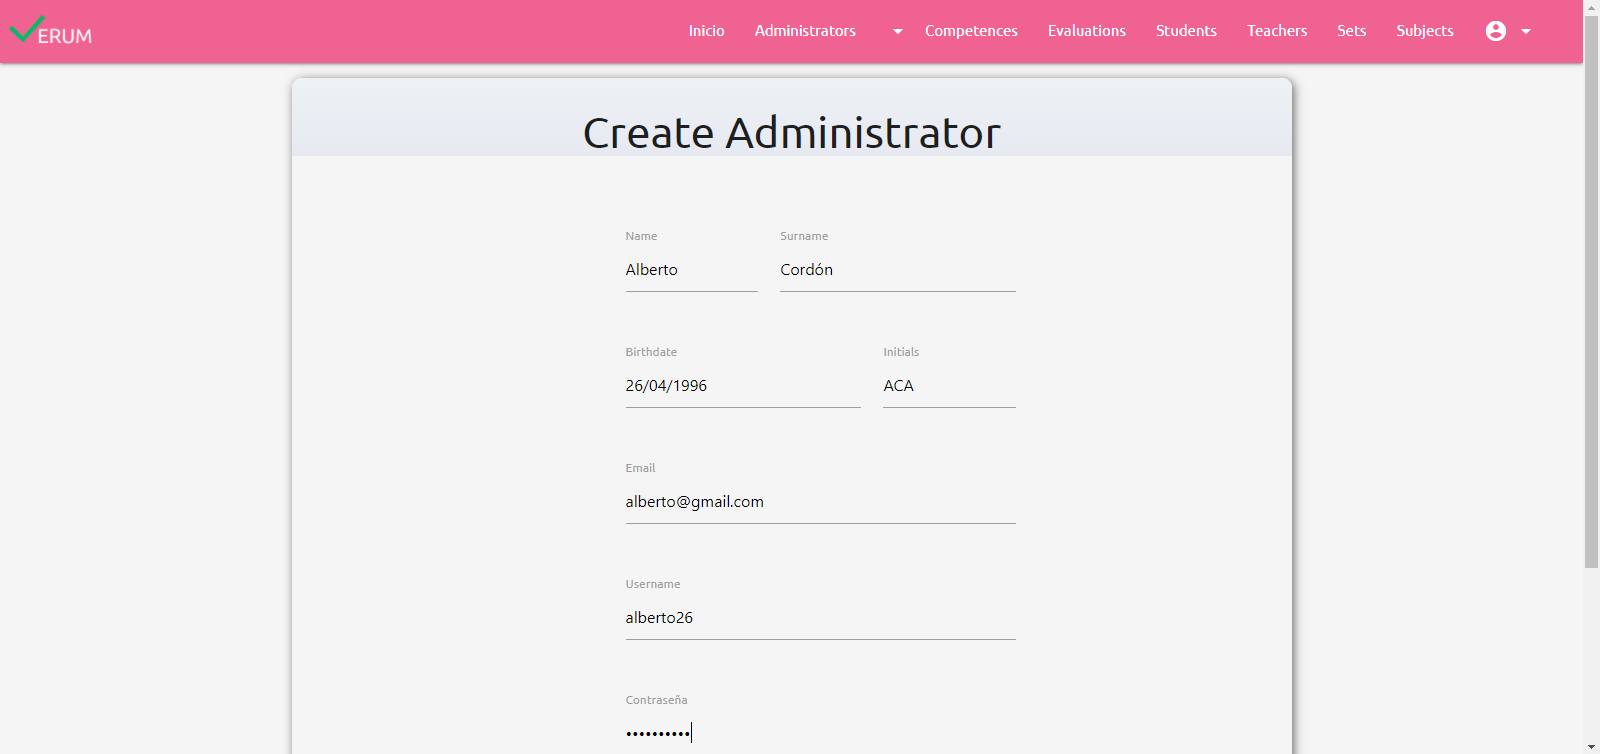 VERUM Inicio Administrators Competences Evaluations Students Teachers Sets Subjects
Create Administrator
Name Surname
Alberto Cordón
Birthdate Initials
26/04/1996 ACA
Email
alberto@gmail.com
Username
alberto26
Contraseña
••••••••••